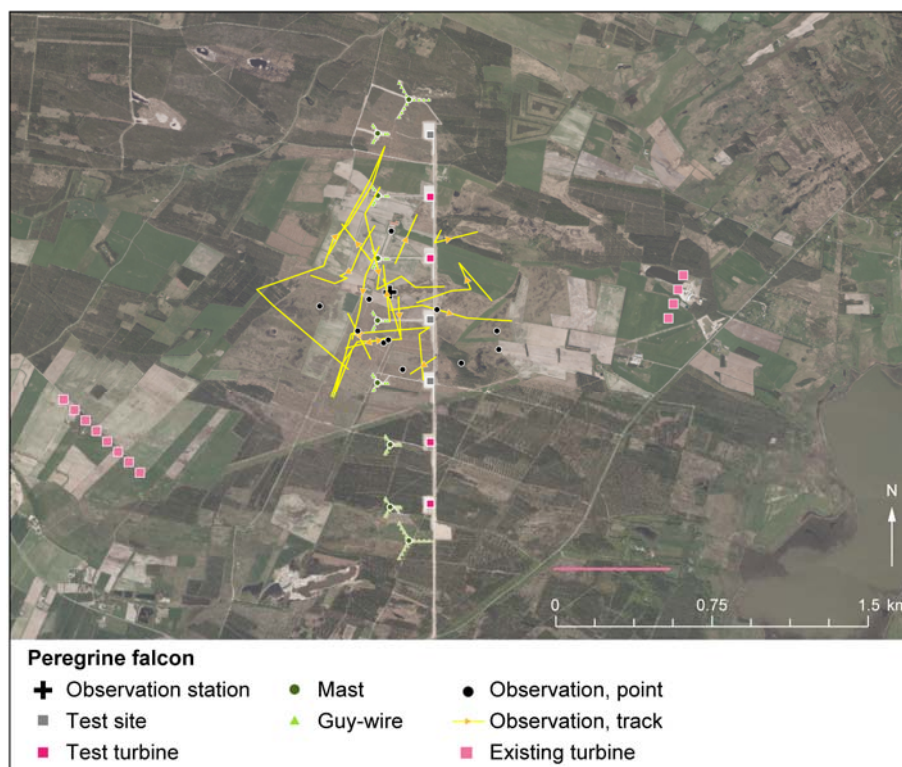 N
0 0.75 1.5 km
Peregrine falcon
Observation station
Mast
Observation, point
Test site
Guy-wire
Observation, track
Test turbine
Existing turbine